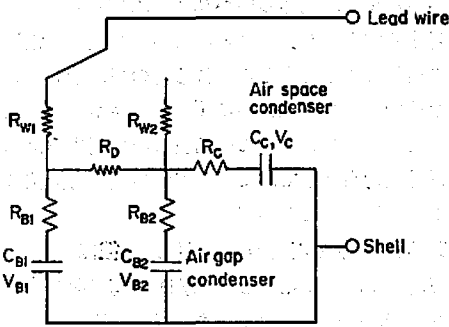 Lead wire
Air space
condenser
R_W1
R_W2
C_C, V_C
R_D
R_C
R_B1
R_B2
Shell
C_B1
V_B1
C_B2
V_B2
Air gap
condenser